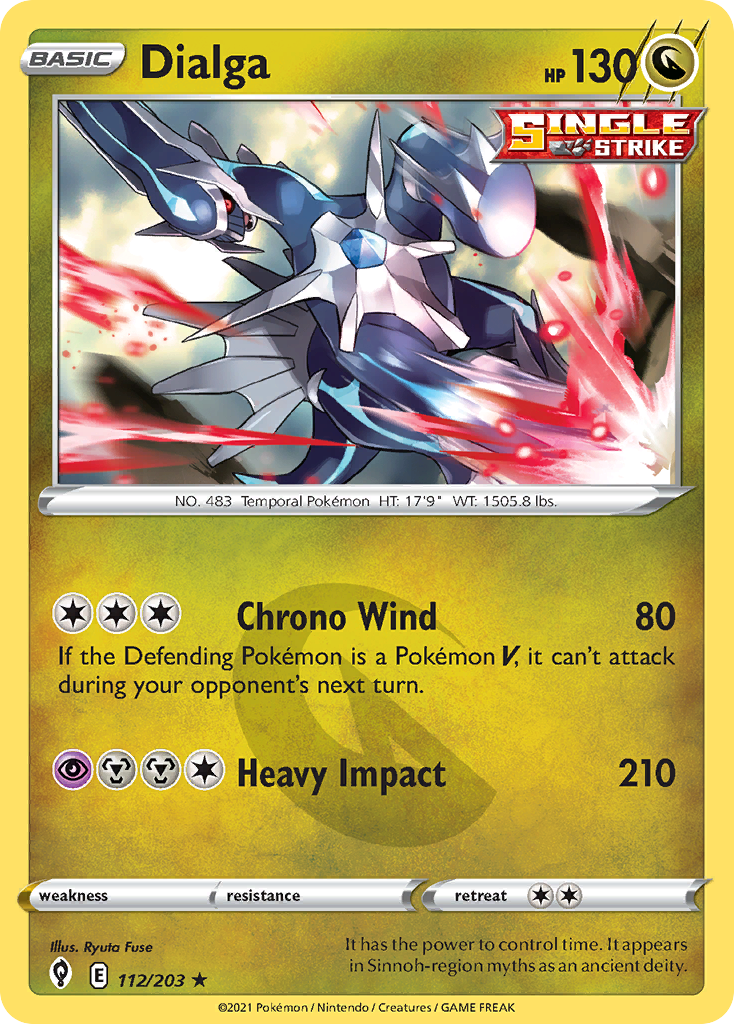 BASIC Dialga HP 130
SINGLE
STRIKE
NO. 483 Temporal Pokémon HT: 17'9" WT: 1505.8 lbs.
Chrono Wind 80
If the Defending Pokémon is a Pokémon V, it can't attack
during your opponent's next turn.
Heavy Impact 210
weakness resistance retreat
Illus. Ryuta Fuse
It has the power to control time. It appears
in Sinnoh-region myths as an ancient deity.
E 112/203 ★
©2021 Pokémon / Nintendo / Creatures / GAME FREAK